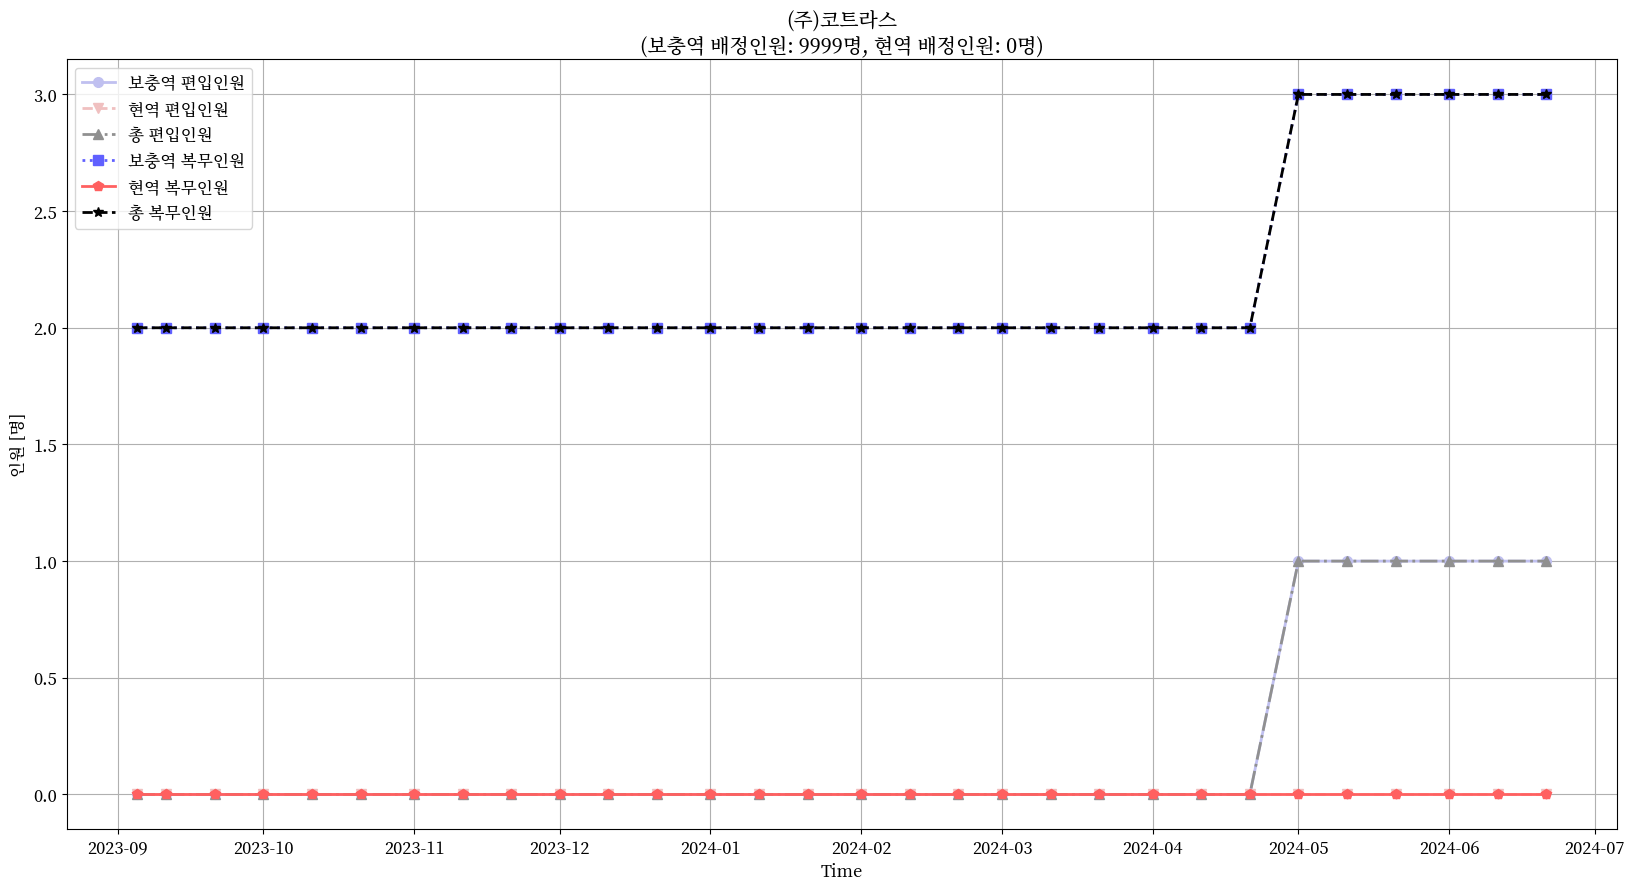 (주)코트라스
(보충역 배정인원: 9999명, 현역 배정인원: 0명)
보충역 편입인원
현역 편입인원
총 편입인원
보충역 복무인원
현역 복무인원
총 복무인원
3.0
2.5
2.0
1.5
1.0
0.5
0.0
인원 [명]
2023-09 2023-10 2023-11 2023-12 2024-01 2024-02 2024-03 2024-04 2024-05 2024-06 2024-07
Time